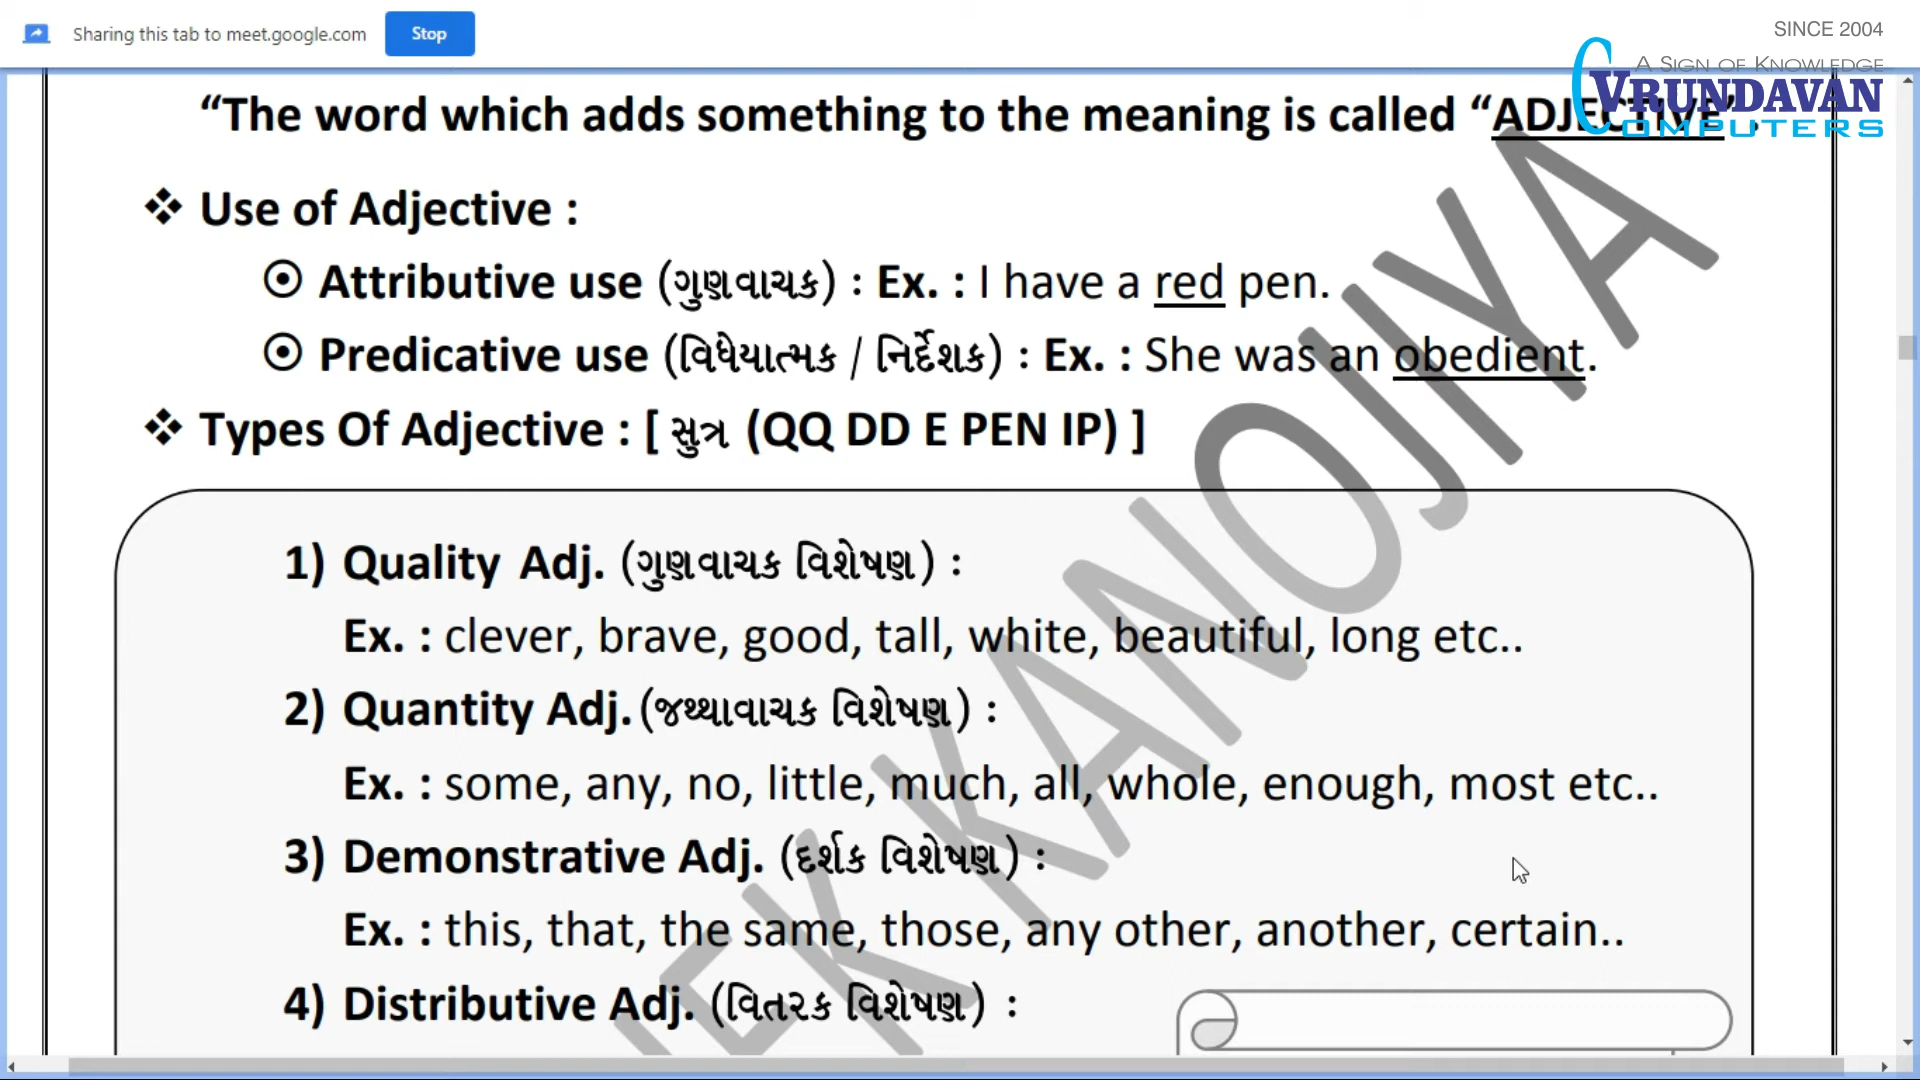 Sharing this tab to meet.google.com Stop
SINCE 2004
A SIGN OF KNOWLEDGE
VRUNDAVAN
COMPUTERS
“The word which adds something to the meaning is called “ADJECTIVE”.
❖ Use of Adjective :
Attributive use (ગુણવાચક) : Ex. : I have a red pen.
Predicative use (વિધેયાત્મક / નિર્દેશક) : Ex. : She was an obedient.
❖ Types Of Adjective : [ સુત્ર (QQ DD E PEN IP) ]
1) Quality Adj. (ગુણવાચક વિશેષણ) :
Ex. : clever, brave, good, tall, white, beautiful, long etc..
2) Quantity Adj. (જથ્થાવાચક વિશેષણ) :
Ex. : some, any, no, little, much, all, whole, enough, most etc..
3) Demonstrative Adj. (દર્શક વિશેષણ) :
Ex. : this, that, the same, those, any other, another, certain..
4) Distributive Adj. (વિતરક વિશેષણ) :
KANOJIYA